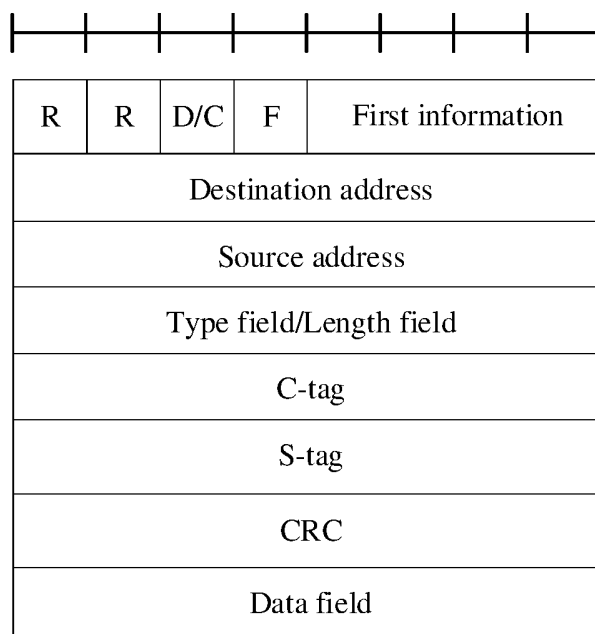 R R D/C F First information
Destination address
Source address
Type field/Length field
C-tag
S-tag
CRC
Data field